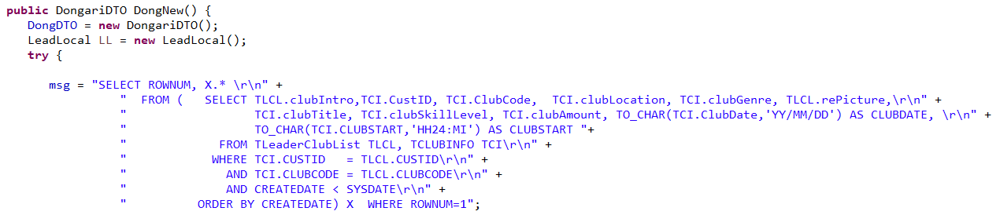 public DongariDTO DongNew() {
DongDTO = new DongariDTO();
LeadLocal LL = new LeadLocal();
try {
msg = "SELECT ROWNUM, X.* \r\n" +
" FROM ( SELECT TLCL.clubIntro,TCI.CustID, TCI.ClubCode, TCI.clubLocation, TCI.clubGenre, TLCL.rePicture,\r\n" +
" TCI.clubTitle, TCI.clubSkillLevel, TCI.clubAmount, TO_CHAR(TCI.ClubDate,'YY/MM/DD') AS CLUBDATE, \r\n" +
" TO_CHAR(TCI.CLUBSTART,'HH24:MI') AS CLUBSTART "+
" FROM TLeaderClubList TLCL, TCLUBINFO TCI\r\n" +
" WHERE TCI.CUSTID = TLCL.CUSTID\r\n" +
" AND TCI.CLUBCODE = TLCL.CLUBCODE\r\n" +
" AND CREATEDATE < SYSDATE\r\n" +
" ORDER BY CREATEDATE) X WHERE ROWNUM=1";